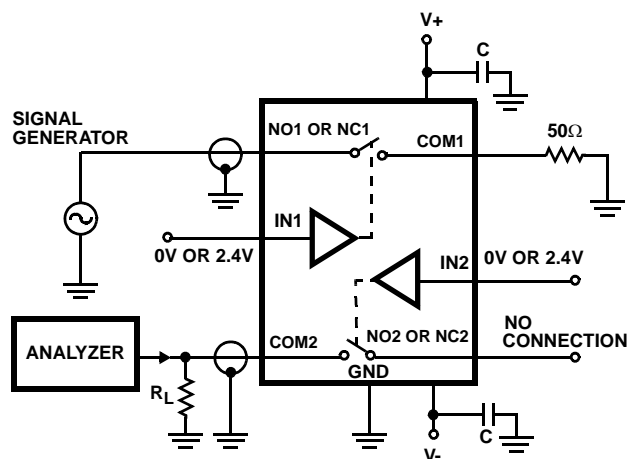 V+
C
SIGNAL
GENERATOR
NO1 OR NC1
COM1
50Ω
IN1
0V OR 2.4V
IN2
0V OR 2.4V
ANALYZER
COM2
NO2 OR NC2
NO
CONNECTION
GND
RL
C
V-